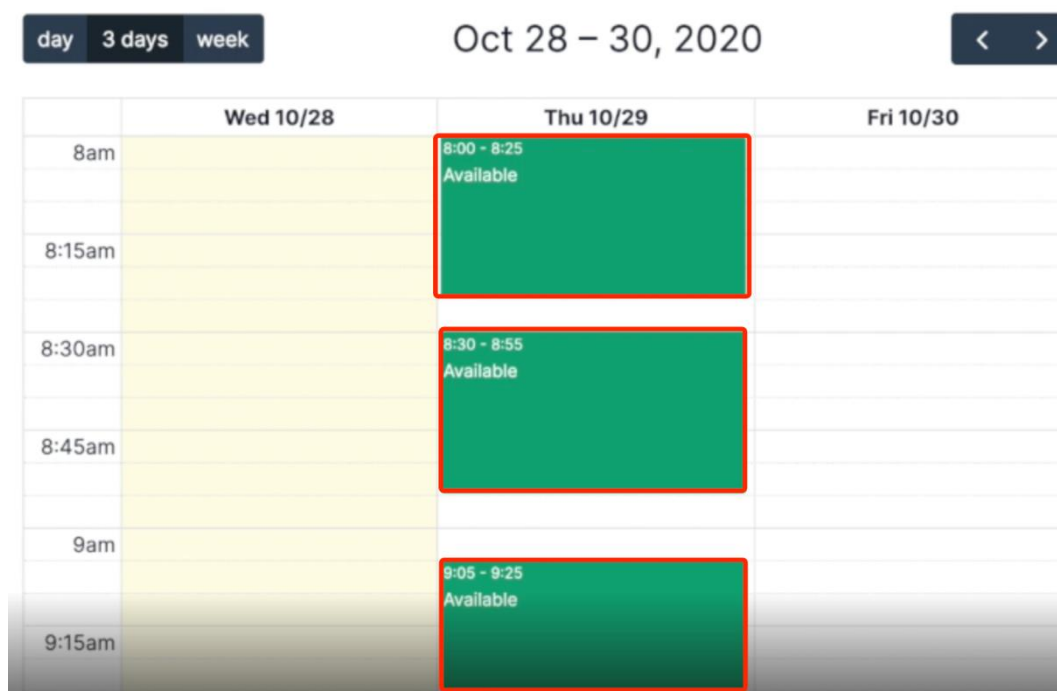 day 3 days week
Oct 28 – 30, 2020
Wed 10/28 Thu 10/29 Fri 10/30
8am
8:00 - 8:25
Available
8:15am
8:30am
8:30 - 8:55
Available
8:45am
9am
9:05 - 9:25
Available
9:15am